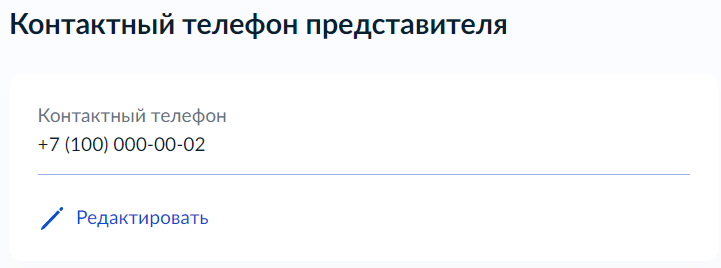 Контактный телефон представителя
Контактный телефон
+7 (100) 000-00-02
Редактировать